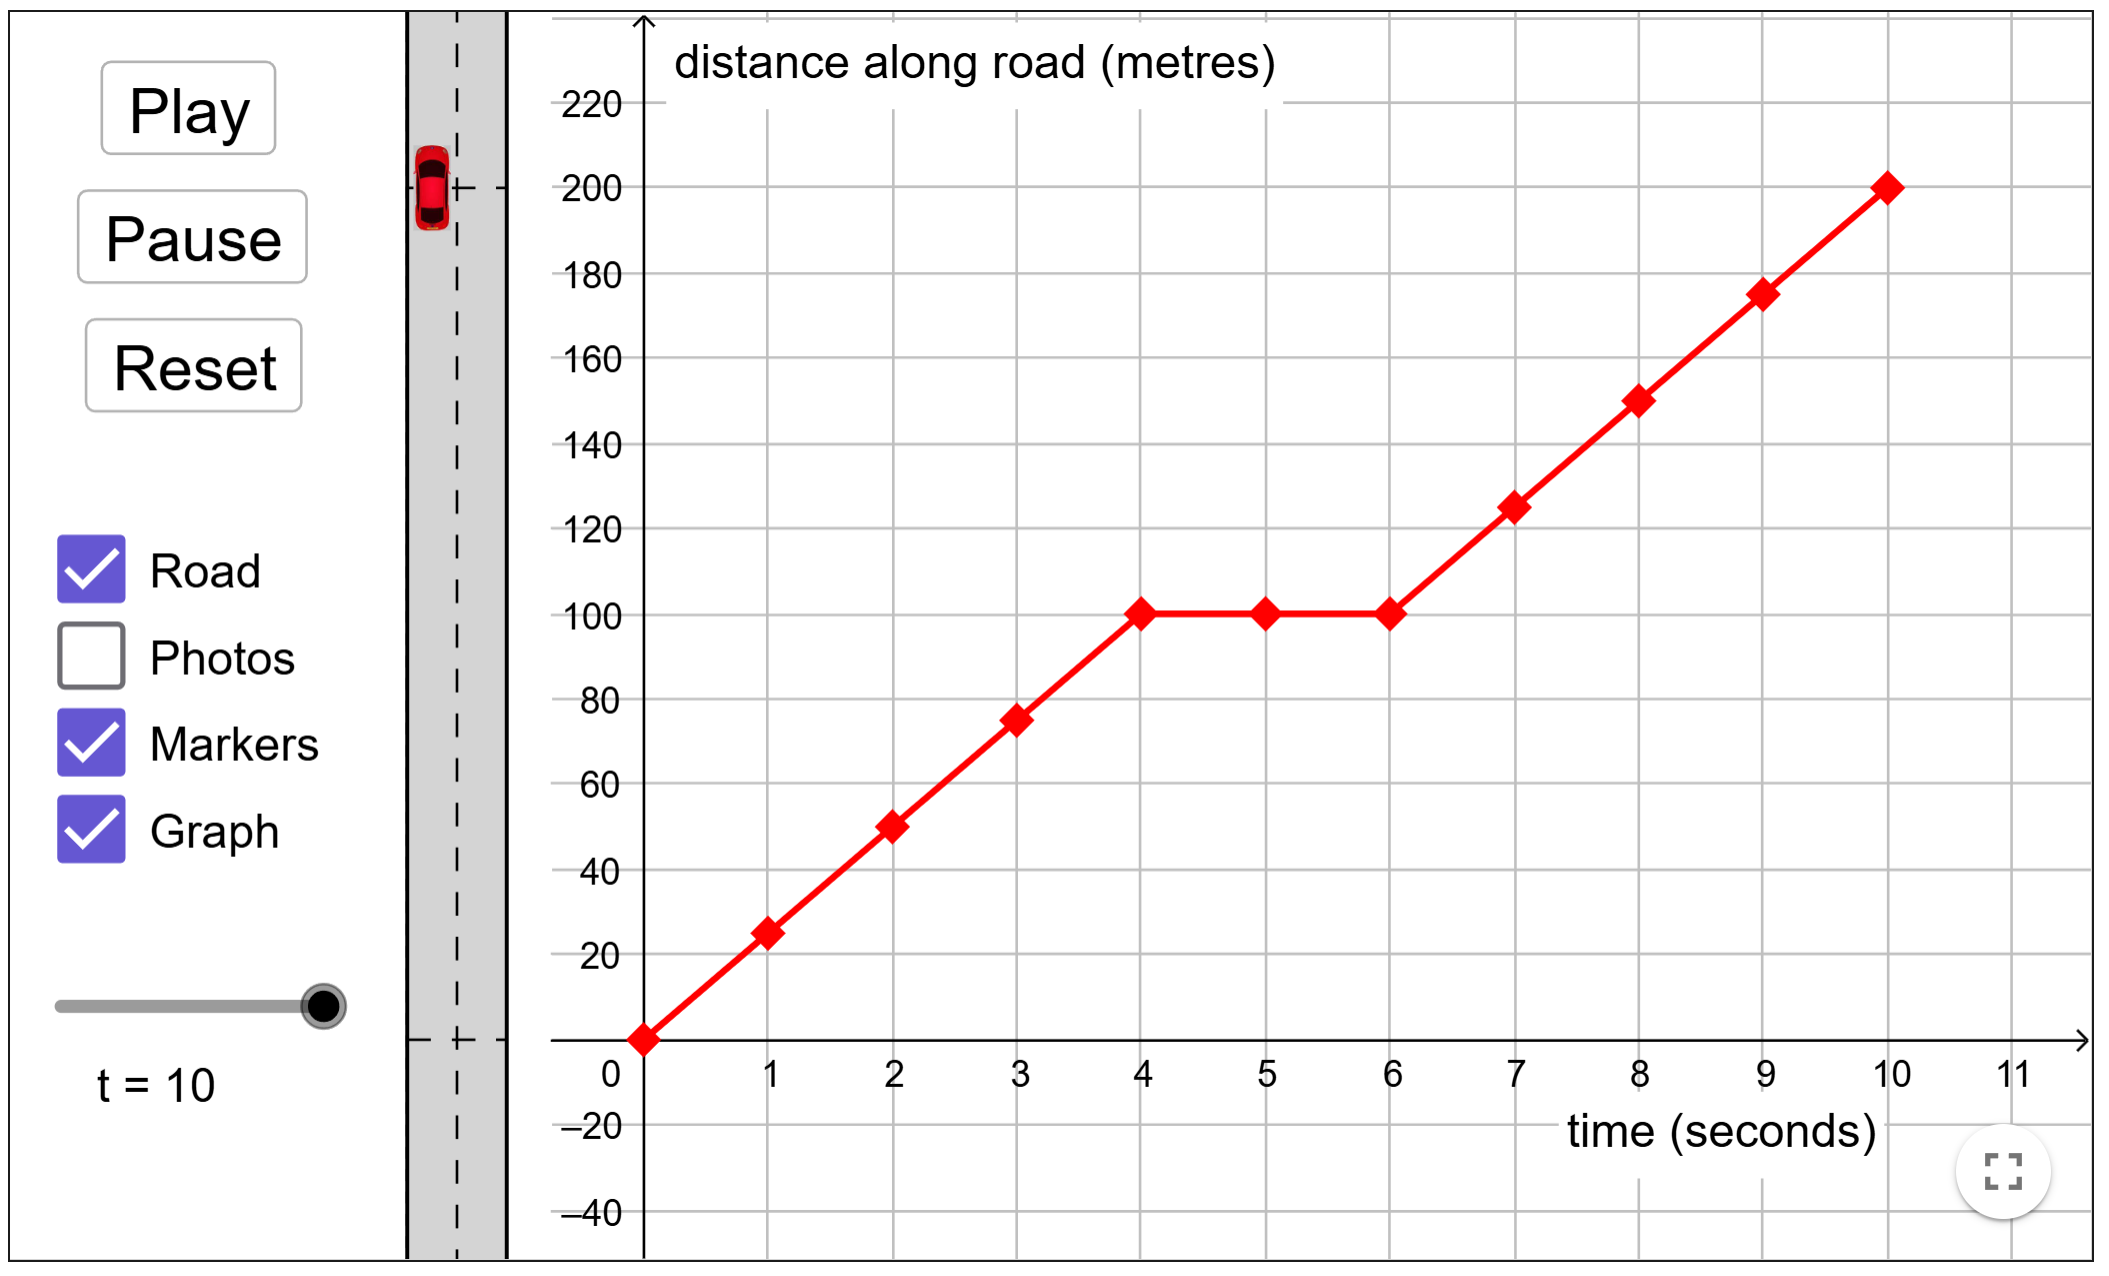 Play
Pause
Reset
Road
Photos
Markers
Graph
t = 10
distance along road (metres)
220
200
180
160
140
120
100
80
60
40
20
0 1 2 3 4 5 6 7 8 9 10 11
–20
time (seconds)
–40